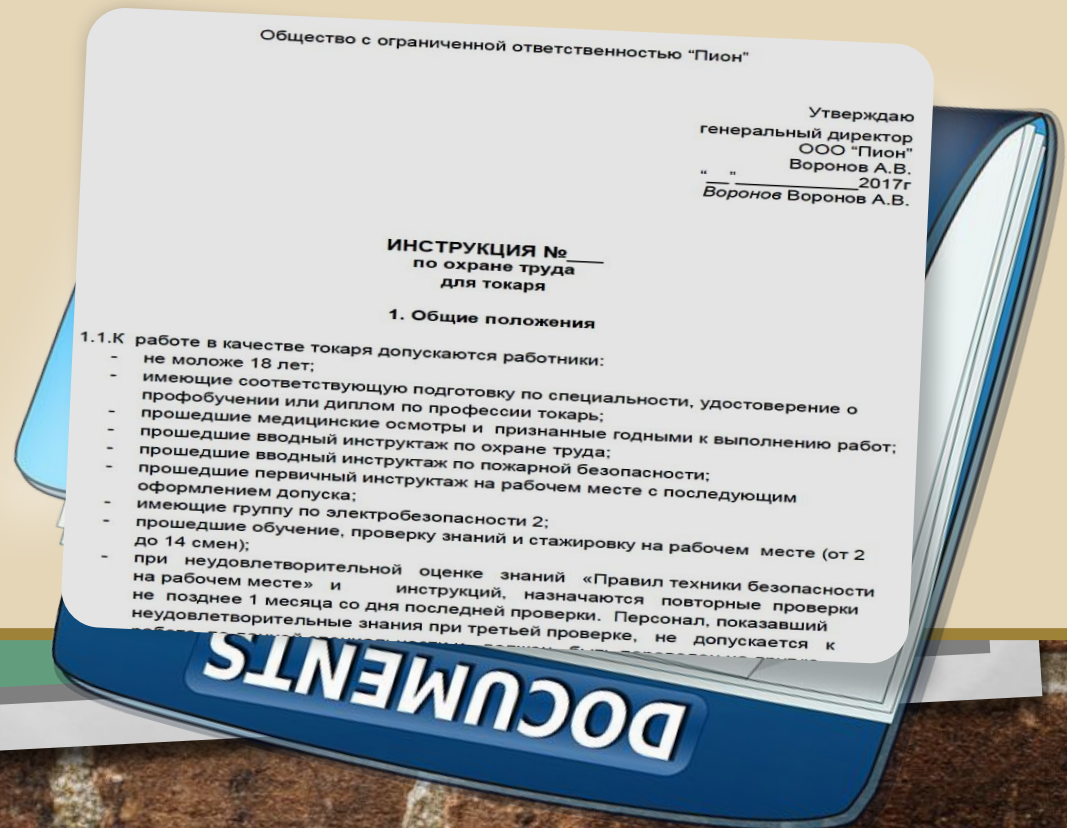 Общество с ограниченной ответственностью “Пион”
Утверждаю
генеральный директор
ООО “Пион”
Воронов А.В.
“__”______________2017г
Воронов Воронов А.В.
ИНСТРУКЦИЯ №___
по охране труда
для токаря
1. Общие положения
1.1.К работе в качестве токаря допускаются работники:
- не моложе 18 лет;
- имеющие соответствующую подготовку по специальности, удостоверение о
профобучении или диплом по профессии токарь;
- прошедшие медицинские осмотры и признанные годными к выполнению работ;
- прошедшие вводный инструктаж по охране труда;
- прошедшие вводный инструктаж по пожарной безопасности;
- прошедшие первичный инструктаж на рабочем месте с последующим
оформлением допуска;
- имеющие группу по электробезопасности 2;
- прошедшие обучение, проверку знаний и стажировку на рабочем месте (от 2
до 14 смен);
- при неудовлетворительной оценке знаний «Правил техники безопасности
на рабочем месте» и инструкций, назначаются повторные проверки
не позднее 1 месяца со дня последней проверки. Персонал, показавший
неудовлетворительные знания при третьей проверке, не допускается к
DOCUMENTS